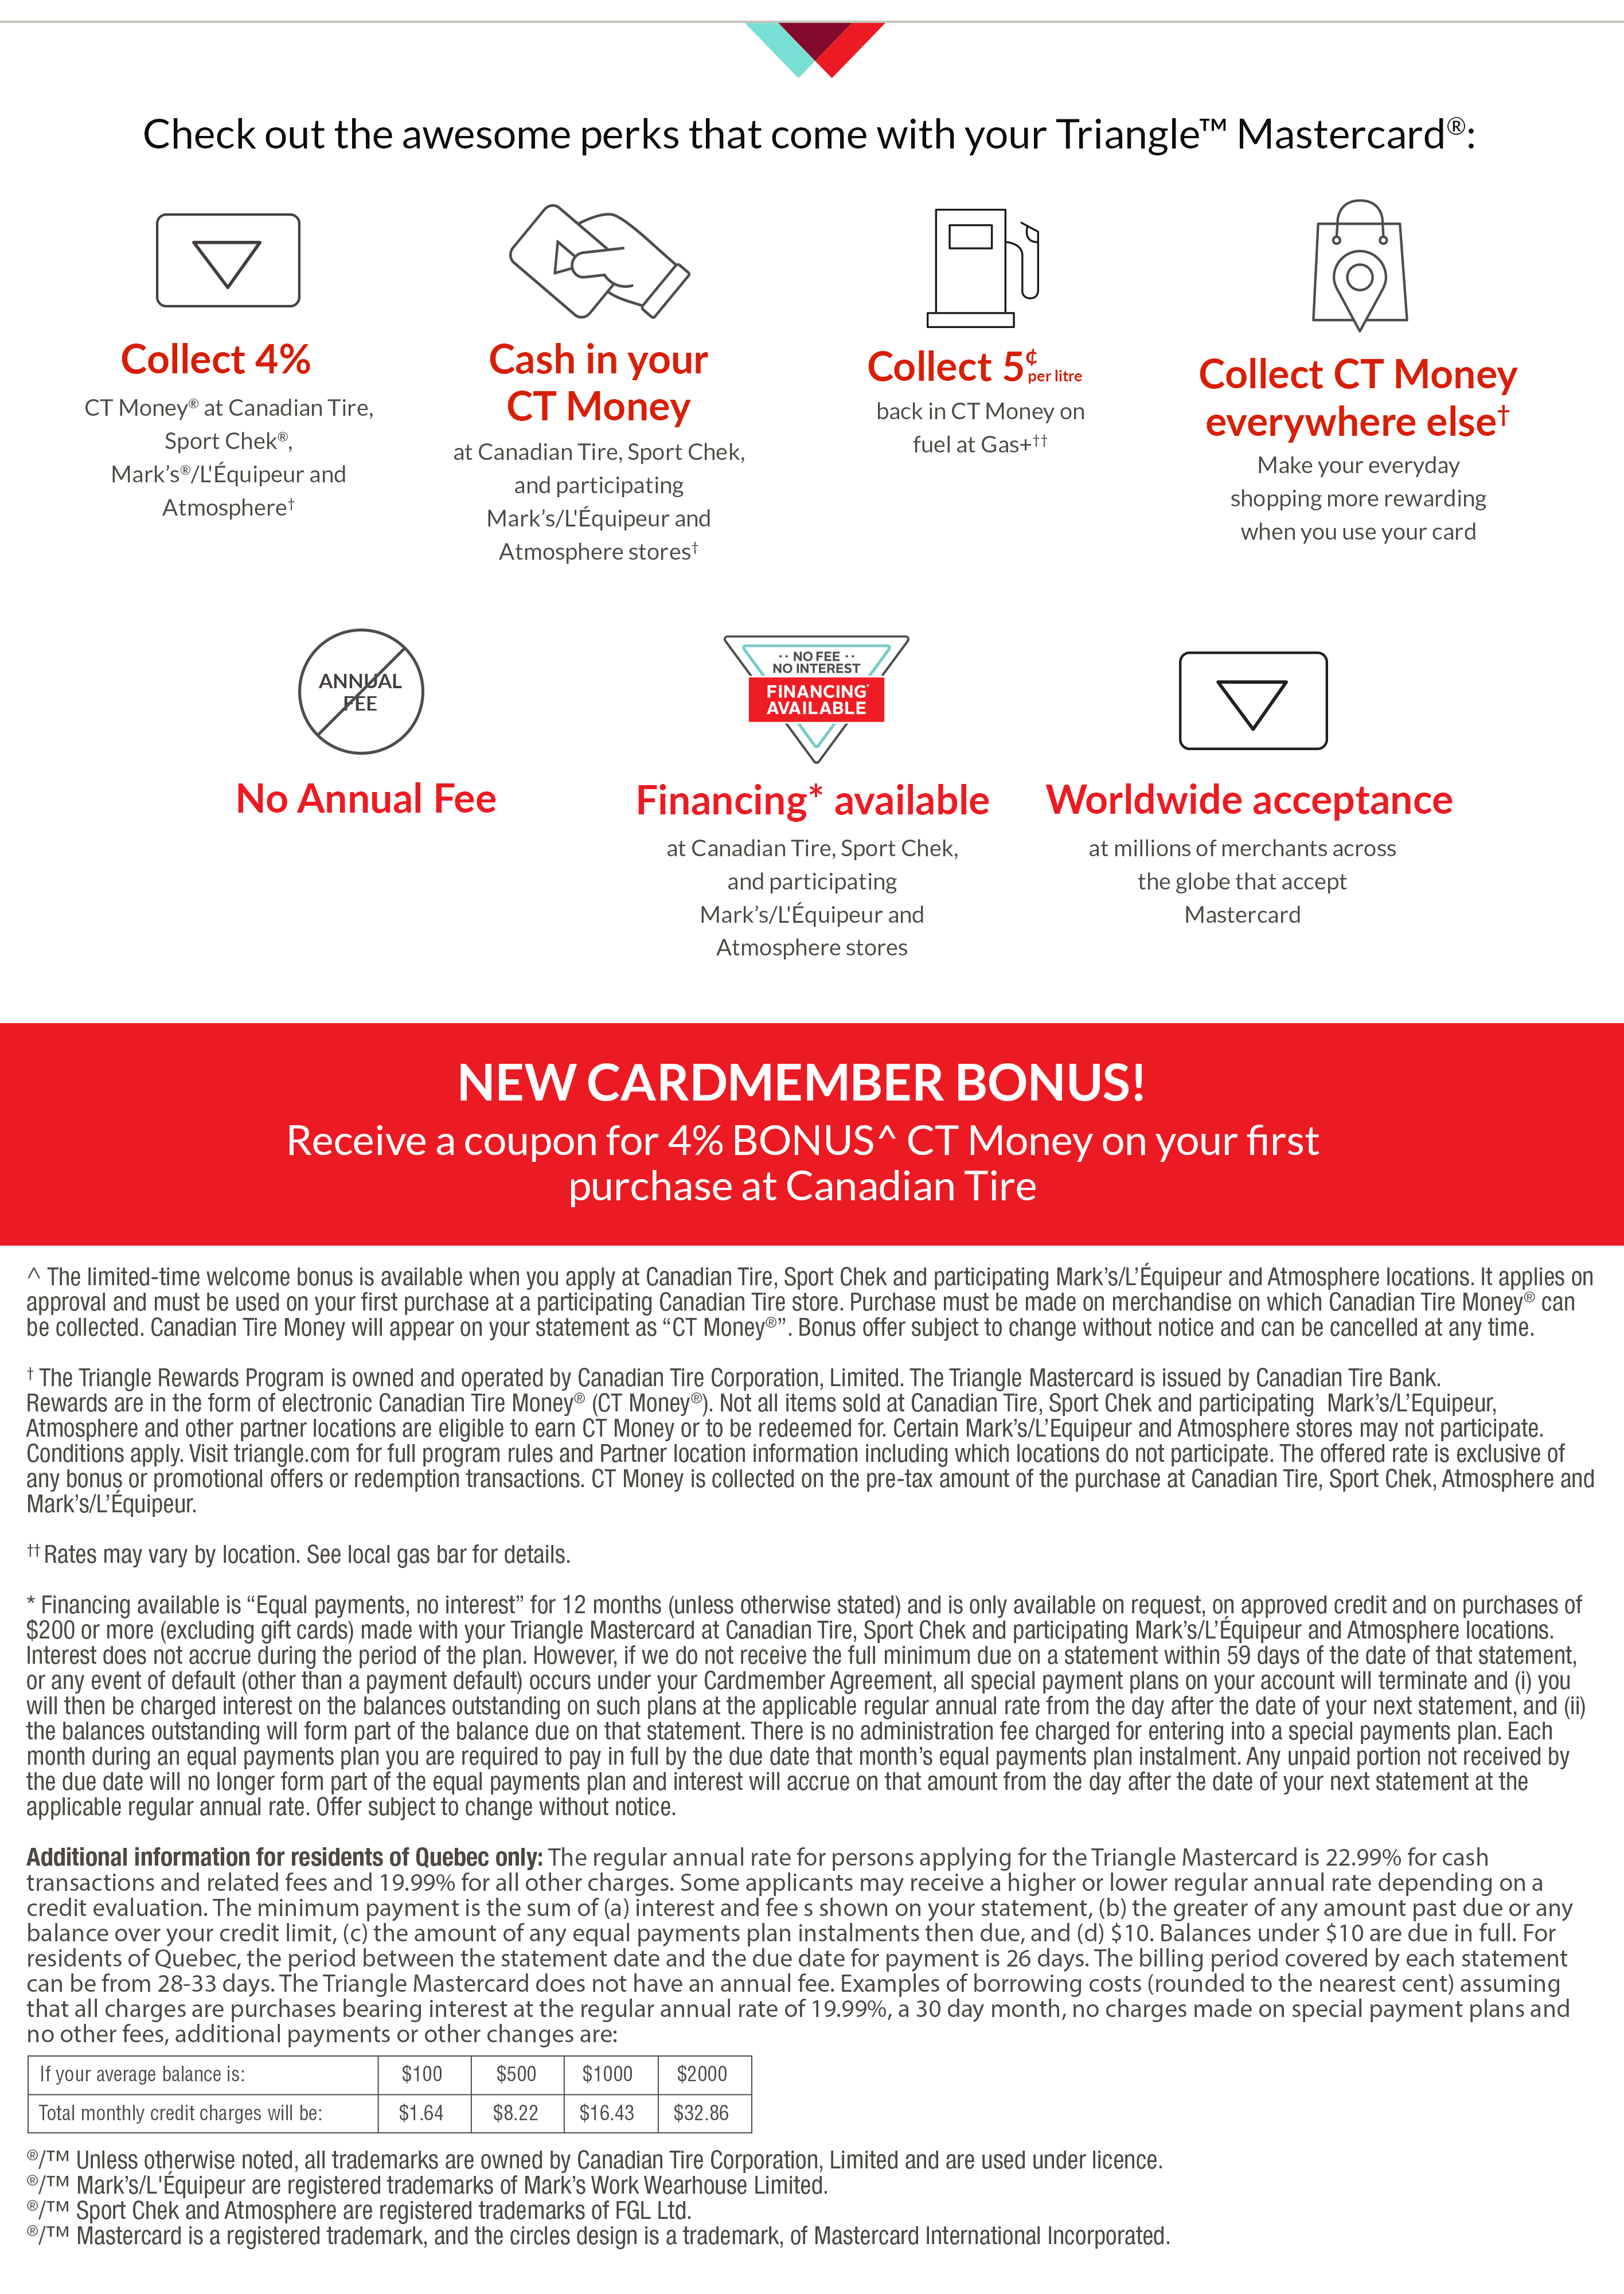 Check out the awesome perks that come with your Triangle™ Mastercard®:
Collect 4%
CT Money® at Canadian Tire,
Sport Chek®,
Mark’s®/L'Équipeur and
Atmosphere†
Cash in your
CT Money
at Canadian Tire, Sport Chek,
and participating
Mark’s/L'Équipeur and
Atmosphere stores†
Collect 5¢ per litre
back in CT Money on
fuel at Gas+††
Collect CT Money
everywhere else†
Make your everyday
shopping more rewarding
when you use your card
ANNUAL
FEE
No Annual Fee
·· NO FEE ··
NO INTEREST
FINANCING*
AVAILABLE
Financing* available
at Canadian Tire, Sport Chek,
and participating
Mark’s/L'Équipeur and
Atmosphere stores
Worldwide acceptance
at millions of merchants across
the globe that accept
Mastercard
NEW CARDMEMBER BONUS!
Receive a coupon for 4% BONUS^ CT Money on your first
purchase at Canadian Tire
^ The limited-time welcome bonus is available when you apply at Canadian Tire, Sport Chek and participating Mark’s/L’Équipeur and Atmosphere locations. It applies on
approval and must be used on your first purchase at a participating Canadian Tire store. Purchase must be made on merchandise on which Canadian Tire Money® can
be collected. Canadian Tire Money will appear on your statement as “CT Money®”. Bonus offer subject to change without notice and can be cancelled at any time.
† The Triangle Rewards Program is owned and operated by Canadian Tire Corporation, Limited. The Triangle Mastercard is issued by Canadian Tire Bank.
Rewards are in the form of electronic Canadian Tire Money® (CT Money®). Not all items sold at Canadian Tire, Sport Chek and participating Mark’s/L’Equipeur,
Atmosphere and other partner locations are eligible to earn CT Money or to be redeemed for. Certain Mark’s/L’Equipeur and Atmosphere stores may not participate.
Conditions apply. Visit triangle.com for full program rules and Partner location information including which locations do not participate. The offered rate is exclusive of
any bonus or promotional offers or redemption transactions. CT Money is collected on the pre-tax amount of the purchase at Canadian Tire, Sport Chek, Atmosphere and
Mark’s/L’Équipeur.
†† Rates may vary by location. See local gas bar for details.
* Financing available is “Equal payments, no interest” for 12 months (unless otherwise stated) and is only available on request, on approved credit and on purchases of
$200 or more (excluding gift cards) made with your Triangle Mastercard at Canadian Tire, Sport Chek and participating Mark’s/L’Équipeur and Atmosphere locations.
Interest does not accrue during the period of the plan. However, if we do not receive the full minimum due on a statement within 59 days of the date of that statement,
or any event of default (other than a payment default) occurs under your Cardmember Agreement, all special payment plans on your account will terminate and (i) you
will then be charged interest on the balances outstanding on such plans at the applicable regular annual rate from the day after the date of your next statement, and (ii)
the balances outstanding will form part of the balance due on that statement. There is no administration fee charged for entering into a special payments plan. Each
month during an equal payments plan you are required to pay in full by the due date that month’s equal payments plan instalment. Any unpaid portion not received by
the due date will no longer form part of the equal payments plan and interest will accrue on that amount from the day after the date of your next statement at the
applicable regular annual rate. Offer subject to change without notice.
Additional information for residents of Quebec only: The regular annual rate for persons applying for the Triangle Mastercard is 22.99% for cash
transactions and related fees and 19.99% for all other charges. Some applicants may receive a higher or lower regular annual rate depending on a
credit evaluation. The minimum payment is the sum of (a) interest and fee s shown on your statement, (b) the greater of any amount past due or any
balance over your credit limit, (c) the amount of any equal payments plan instalments then due, and (d) $10. Balances under $10 are due in full. For
residents of Quebec, the period between the statement date and the due date for payment is 26 days. The billing period covered by each statement
can be from 28-33 days. The Triangle Mastercard does not have an annual fee. Examples of borrowing costs (rounded to the nearest cent) assuming
that all charges are purchases bearing interest at the regular annual rate of 19.99%, a 30 day month, no charges made on special payment plans and
no other fees, additional payments or other changes are:
If your average balance is: $100 $500 $1000 $2000
Total monthly credit charges will be: $1.64 $8.22 $16.43 $32.86
®/™ Unless otherwise noted, all trademarks are owned by Canadian Tire Corporation, Limited and are used under licence.
®/™ Mark’s/L'Équipeur are registered trademarks of Mark’s Work Wearhouse Limited.
®/™ Sport Chek and Atmosphere are registered trademarks of FGL Ltd.
®/™ Mastercard is a registered trademark, and the circles design is a trademark, of Mastercard International Incorporated.